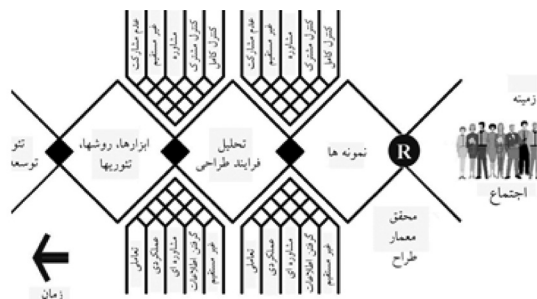 عدم مشارکت
غیر مستقیم
مشاوره
کنترل مشترک
کنترل کامل
عدم مشارکت
غیر مستقیم
مشاوره
کنترل مشترک
کنترل کامل
زمینه
اجتماع
R
محقق
معمار
طراح
نمونه ها
تحلیل
فرایند طراحی
ابزارها، روشها،
تئوریها
تئو
توسعه
تعاملی
عملکردی
مشاوره ای
گرفتن اطلاعات
غیر مستقیم
تعاملی
عملکردی
مشاوره ای
گرفتن اطلاعات
غیر مستقیم
زمان